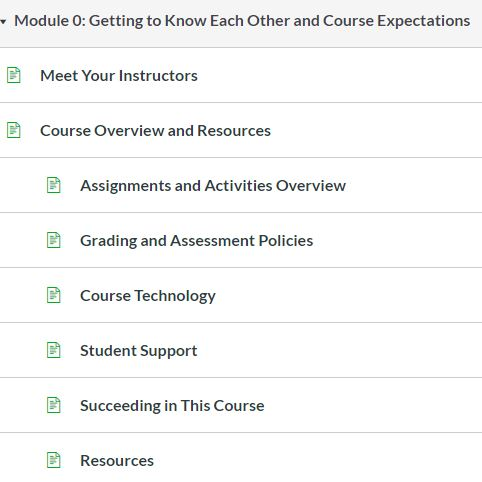 Module 0: Getting to Know Each Other and Course Expectations
Meet Your Instructors
Course Overview and Resources
Assignments and Activities Overview
Grading and Assessment Policies
Course Technology
Student Support
Succeeding in This Course
Resources